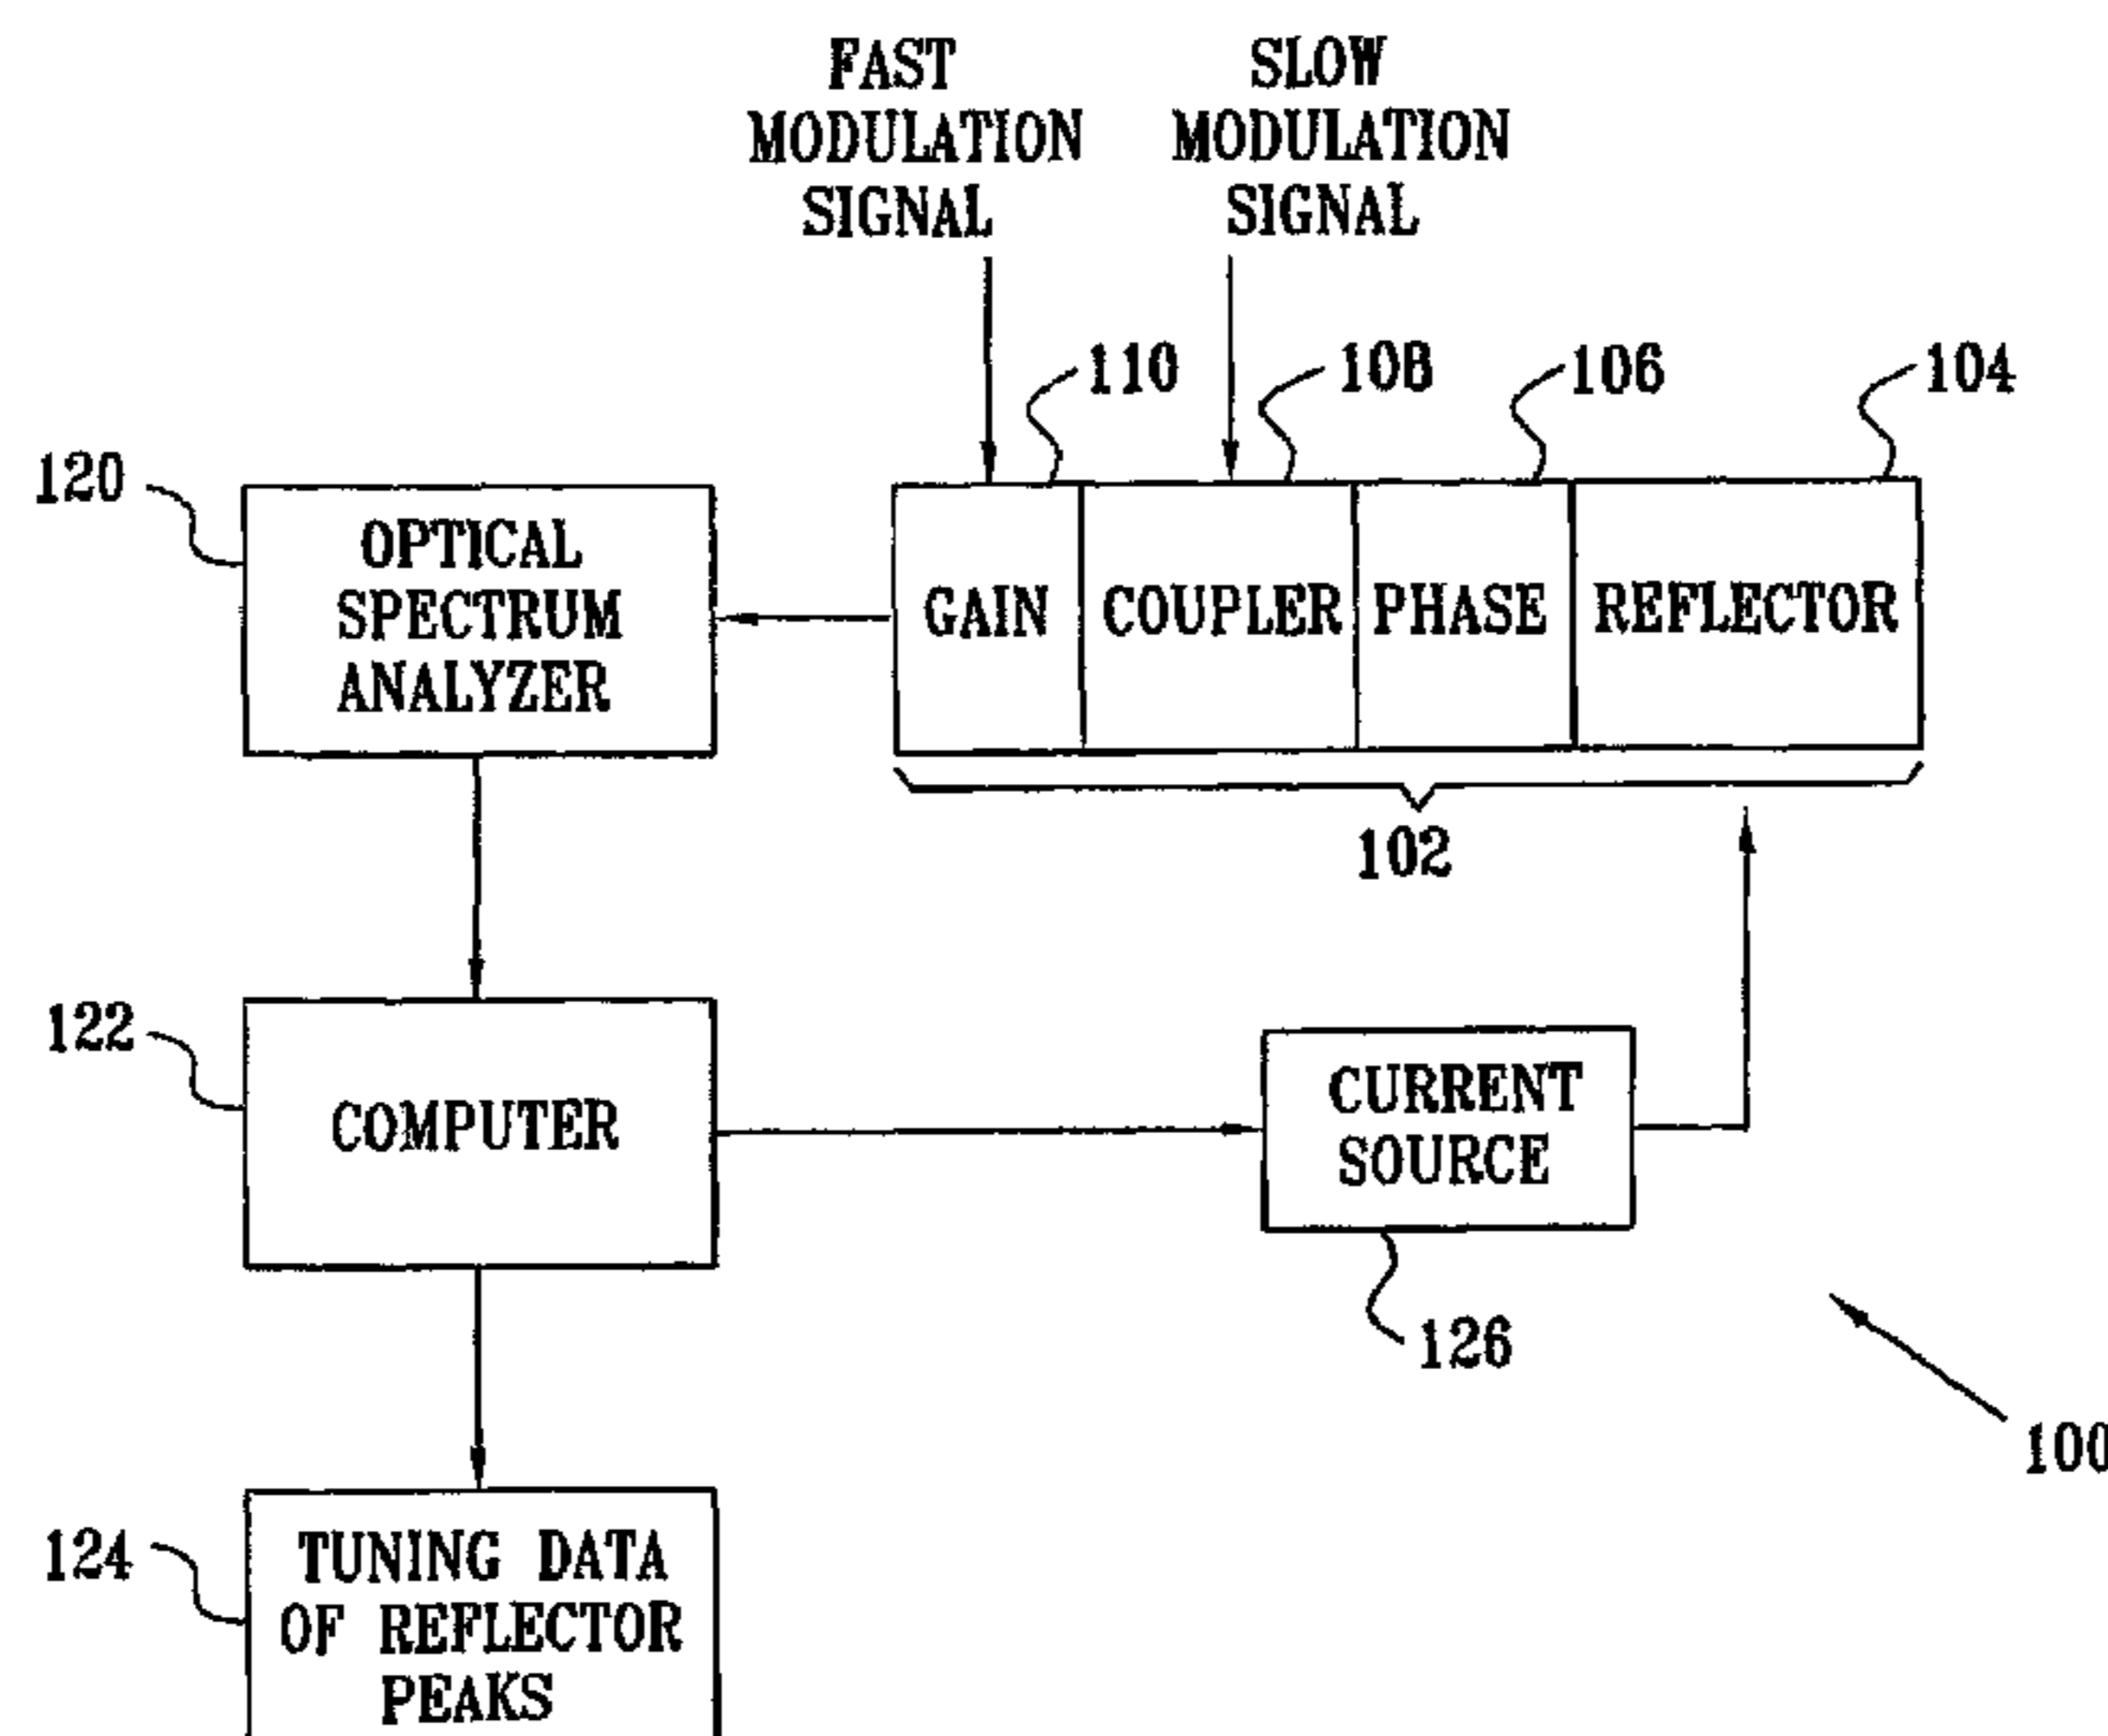 FAST
MODULATION
SIGNAL
SLOW
MODULATION
SIGNAL
110
108
106
104
120
OPTICAL
SPECTRUM
ANALYZER
GAIN
COUPLER
PHASE
REFLECTOR
102
122
COMPUTER
CURRENT
SOURCE
126
100
124
TUNING DATA
OF REFLECTOR
PEAKS